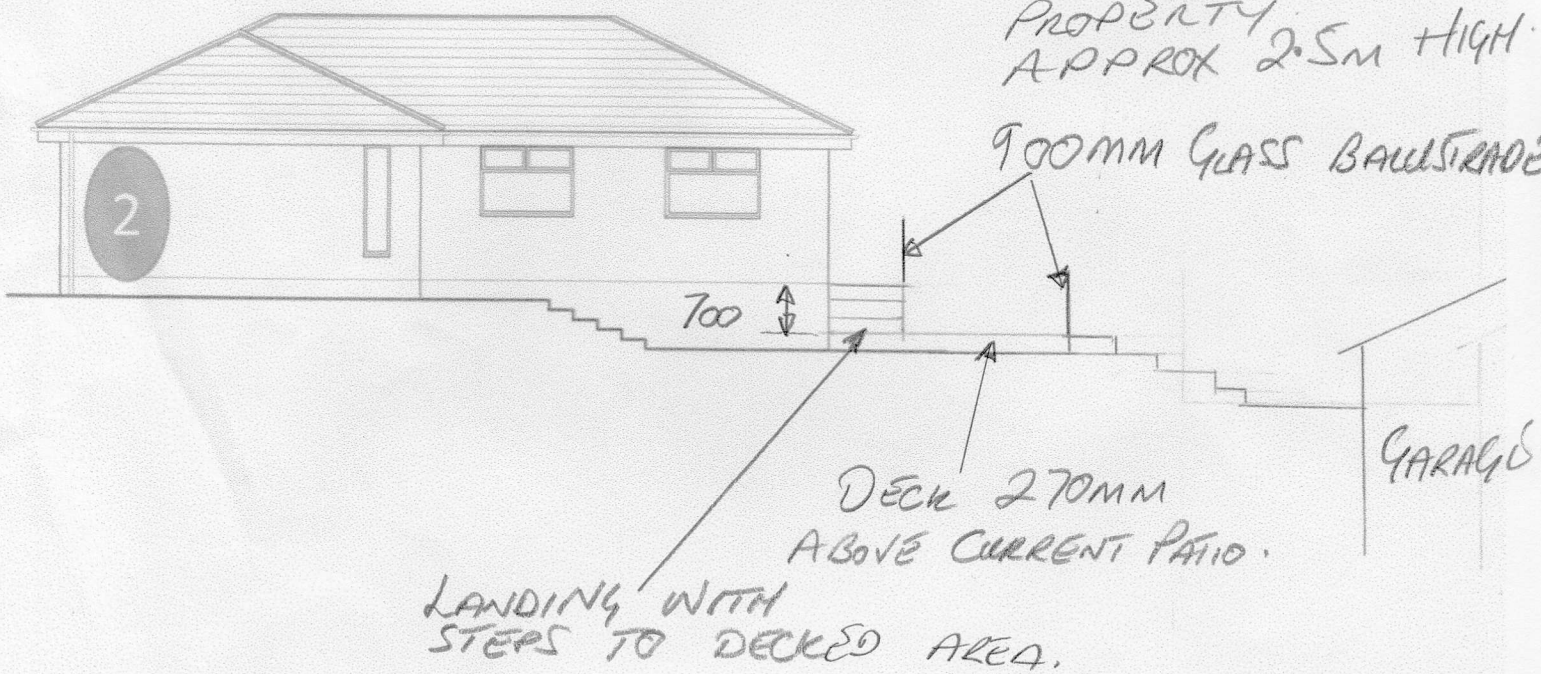 PROPERTY
APPROX 2.5M HIGH.
900MM GLASS BALUSTRADE
2
700
GARAGE
DECK 270MM
ABOVE CURRENT PATIO.
LANDING WITH
STEPS TO DECKED AREA.